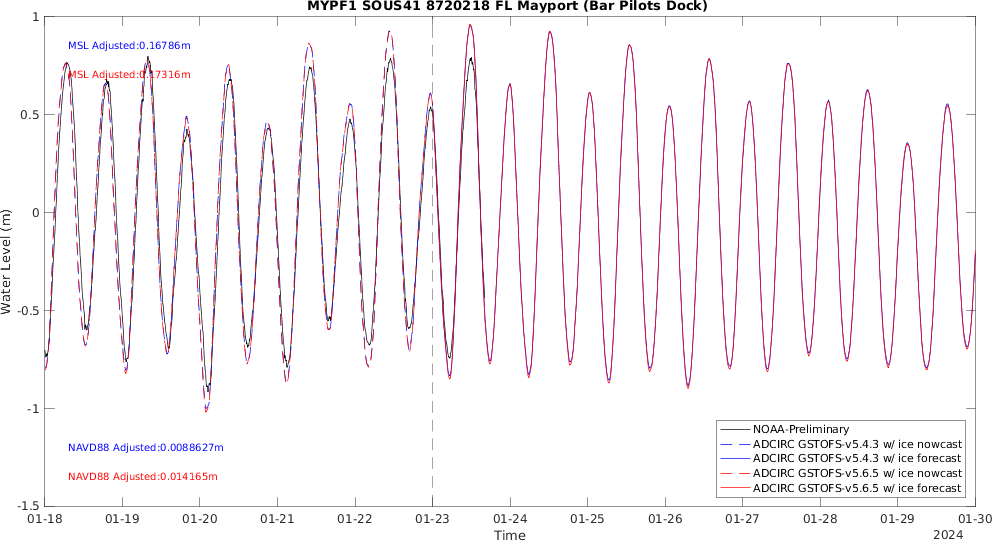 MYPF1 SOUS41 8720218 FL Mayport (Bar Pilots Dock)
1
0.5
0
-0.5
-1
-1.5
Water Level (m)
MSL Adjusted:0.16786m
MSL Adjusted:0.17316m
NAVD88 Adjusted:0.0088627m
NAVD88 Adjusted:0.014165m
NOAA-Preliminary
ADCIRC GSTOFS-v5.4.3 w/ ice nowcast
ADCIRC GSTOFS-v5.4.3 w/ ice forecast
ADCIRC GSTOFS-v5.6.5 w/ ice nowcast
ADCIRC GSTOFS-v5.6.5 w/ ice forecast
01-18 01-19 01-20 01-21 01-22 01-23 01-24 01-25 01-26 01-27 01-28 01-29 01-30
Time
2024